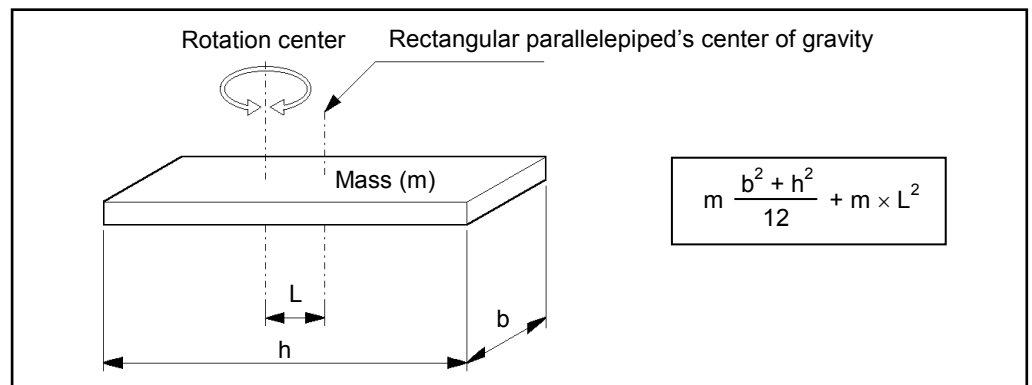 Rotation center Rectangular parallelepiped's center of gravity
Mass (m)
m (b² + h²)/12 + m × L²
L
b
h